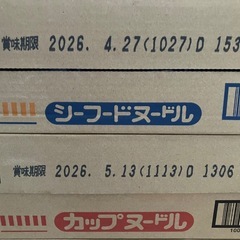 賞味期限 2026. 4.27(1027)D 153
シーフードヌードル
賞味期限 2026. 5.13(1113)D 1306
カップヌードル
100